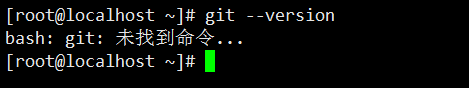 [root@localhost ~]# git --version
bash: git: 未找到命令...
[root@localhost ~]#